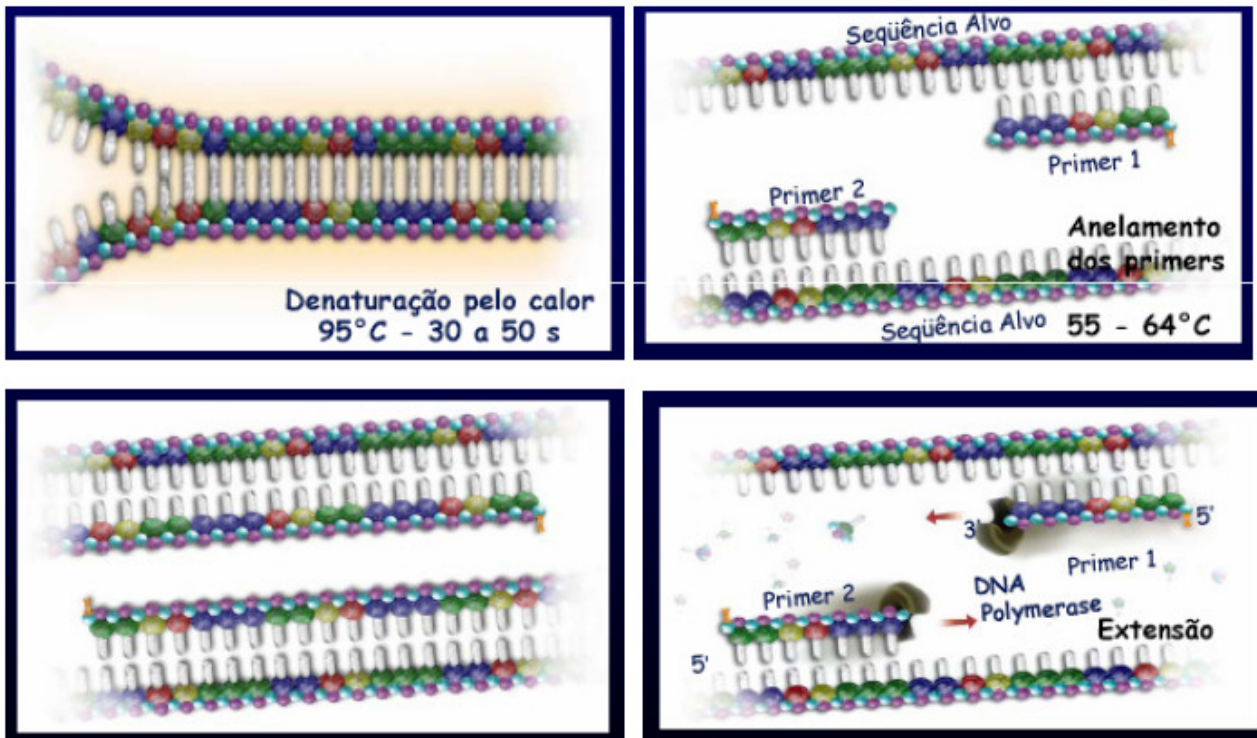 Denaturação pelo calor
95°C - 30 a 50 s
Seqüência Alvo
Primer 1
Primer 2
Anelamento
dos primers
Seqüência Alvo
55 - 64°C
3'
5'
Primer 1
Primer 2
DNA
Polymerase
Extensão
5'